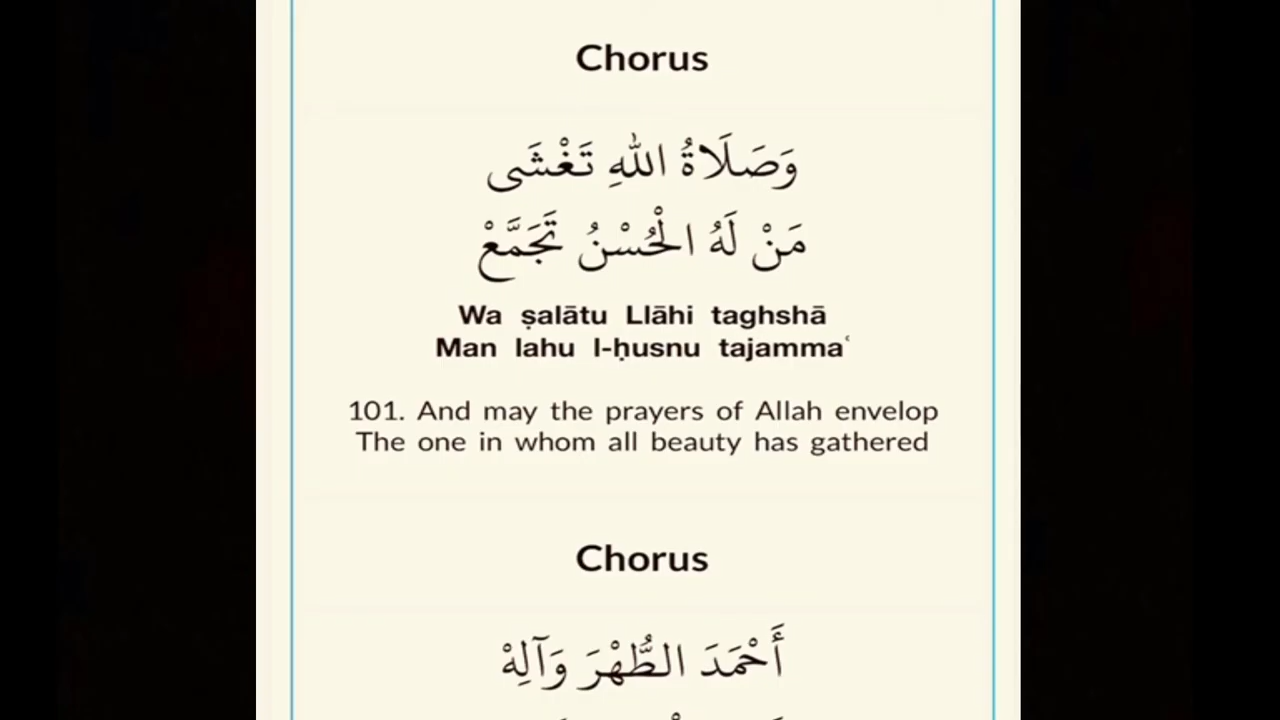 Chorus
وَصَلَاةُ اللهِ تَغْشَى
مَنْ لَهُ الْحُسْنُ تَجَمَّعْ
Wa ṣalātu Llāhi taghshā
Man lahu l-ḥusnu tajammaʿ
101. And may the prayers of Allah envelop
The one in whom all beauty has gathered
Chorus
أَحْمَدَ الطُّهْرَ وَآلِهْ